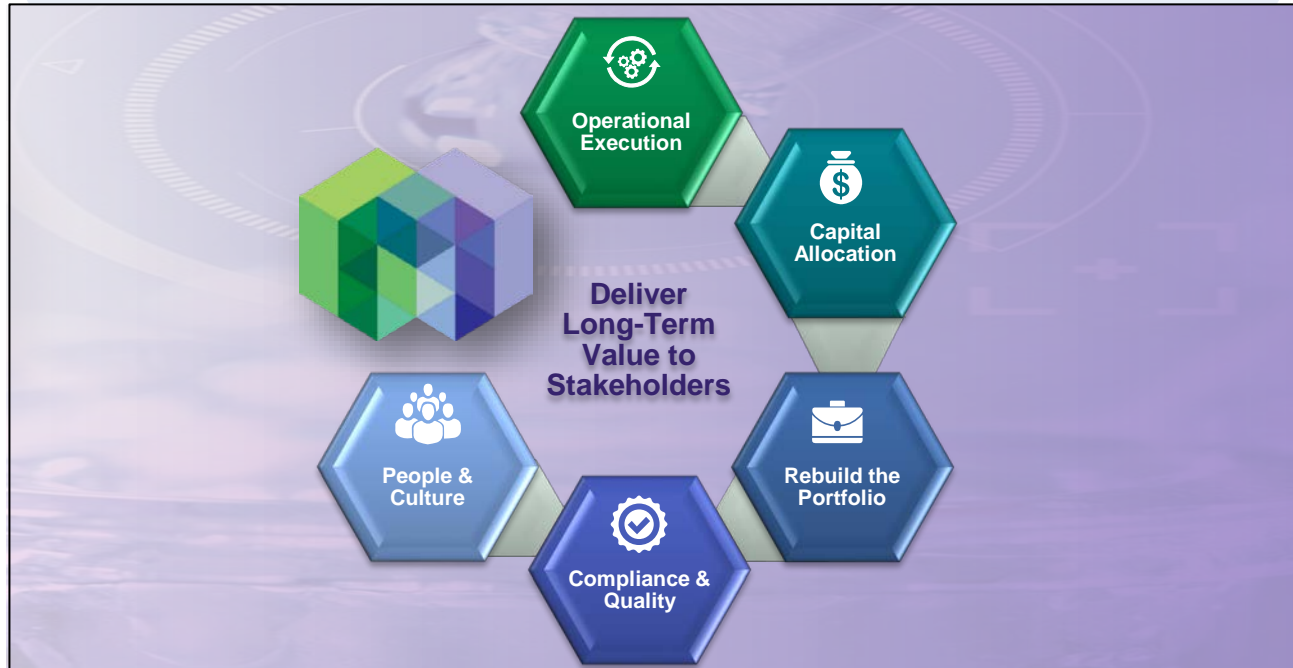 Operational
Execution
Capital
Allocation
Deliver
Long-Term
Value to
Stakeholders
People &
Culture
Rebuild the
Portfolio
Compliance &
Quality